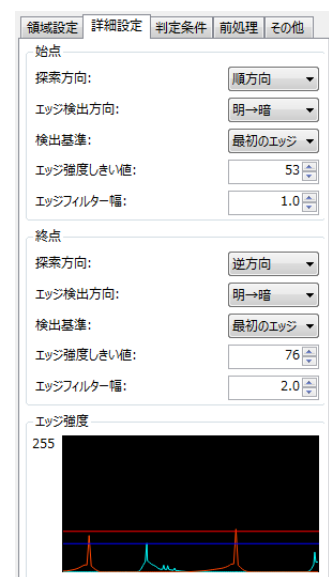 領域設定 詳細設定 判定条件 前処理 その他
始点
探索方向: 順方向
エッジ検出方向: 明→暗
検出基準: 最初のエッジ
エッジ強度しきい値: 53
エッジフィルター幅: 1.0
終点
探索方向: 逆方向
エッジ検出方向: 明→暗
検出基準: 最初のエッジ
エッジ強度しきい値: 76
エッジフィルター幅: 2.0
エッジ強度
255